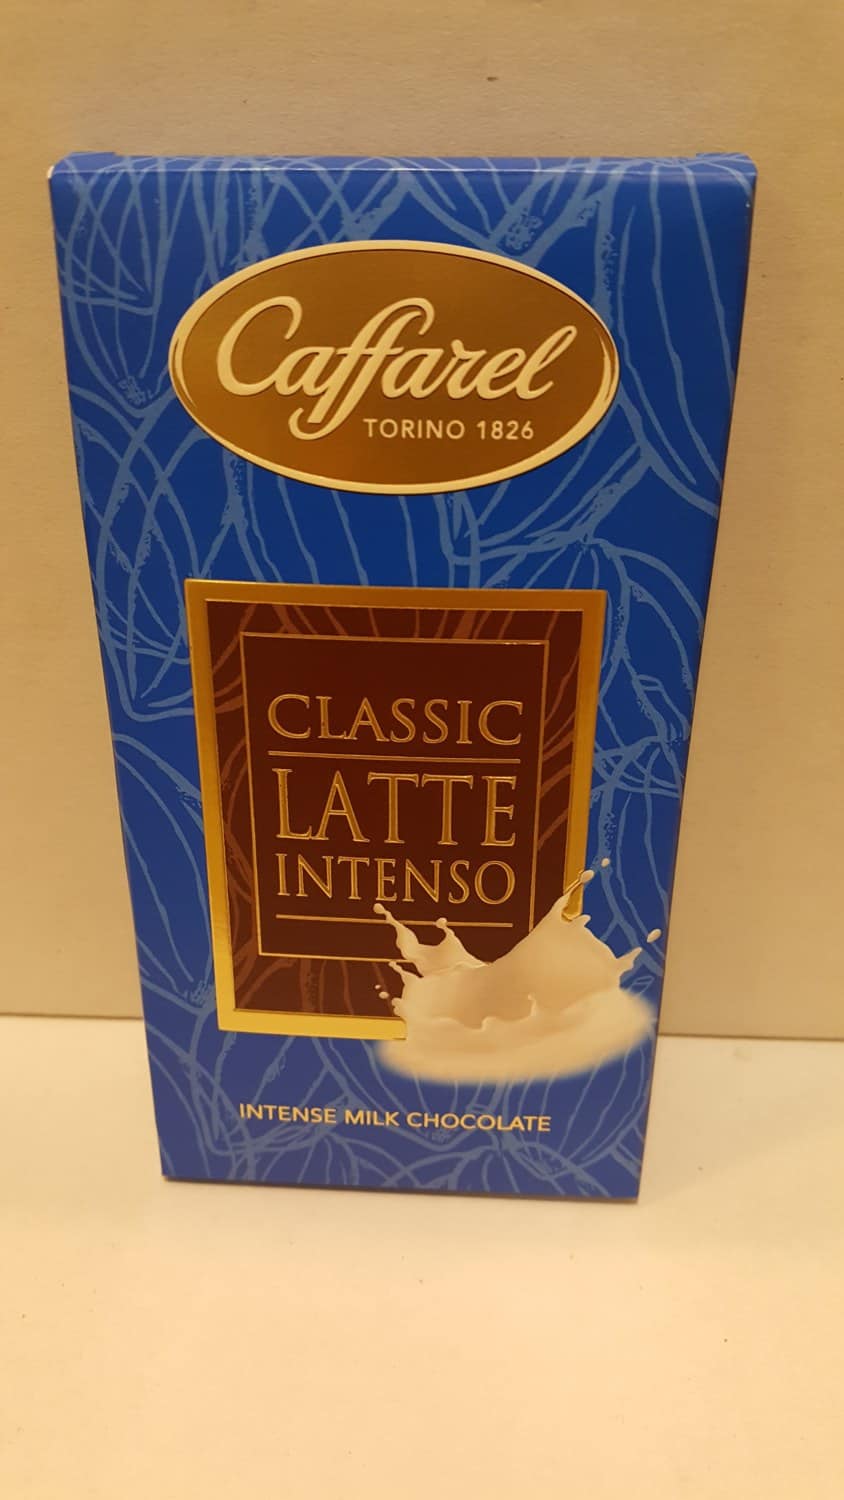 Caffarel
TORINO 1826
CLASSIC
LATTE
INTENSO
INTENSE MILK CHOCOLATE